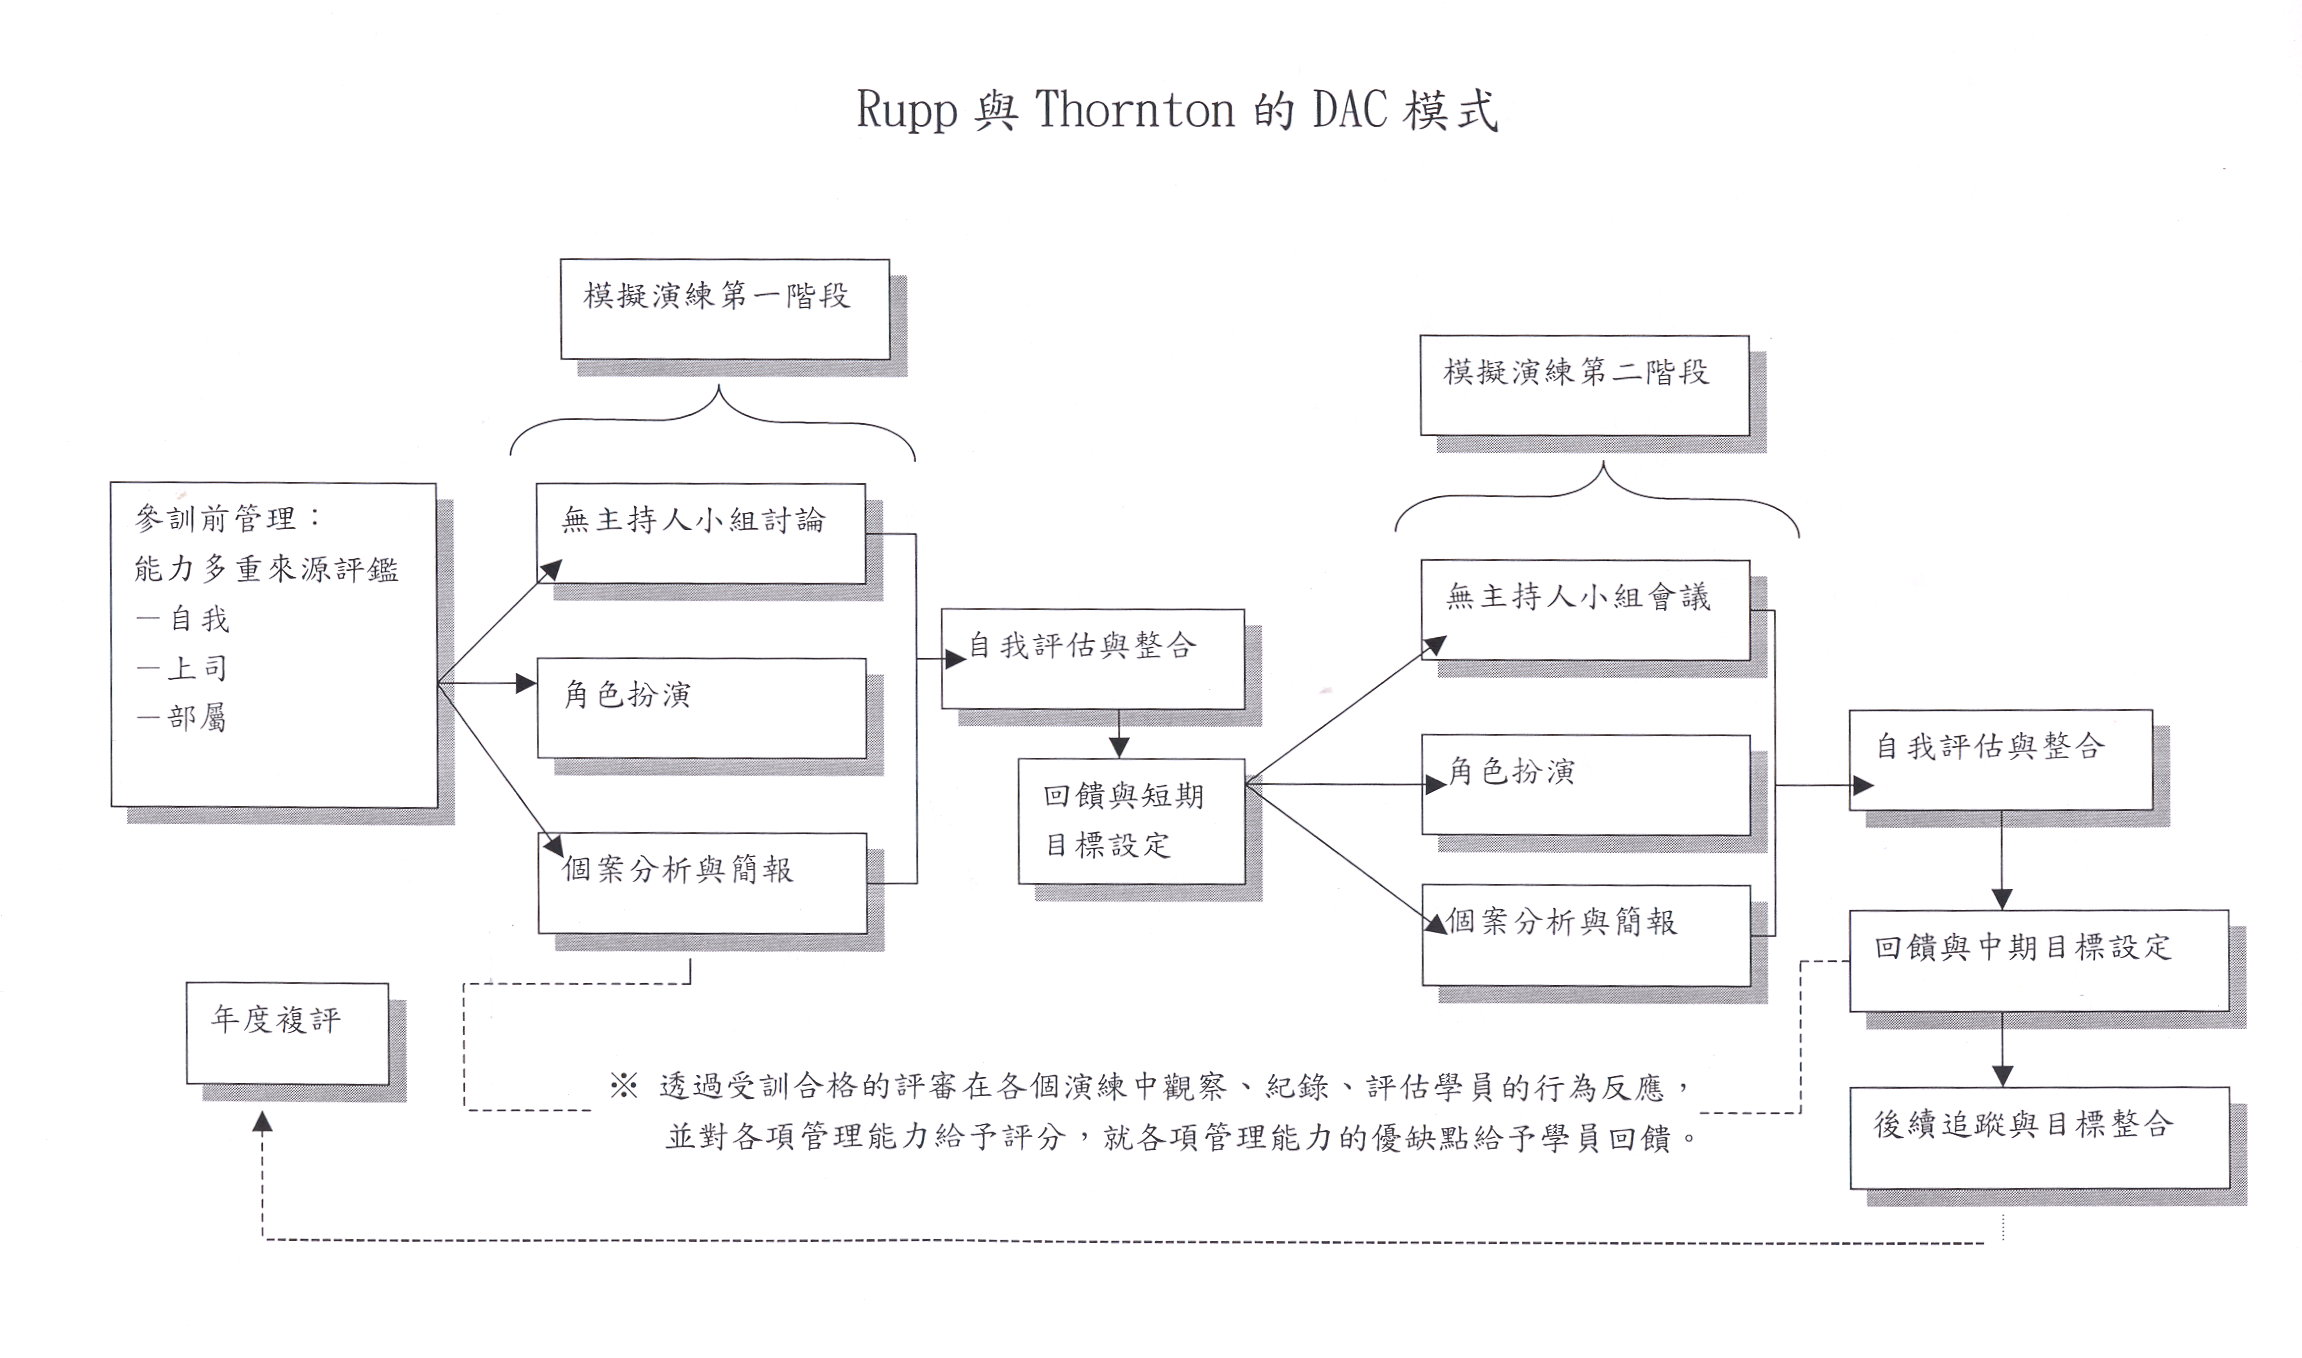 Rupp 與 Thornton 的 DAC 模式
模擬演練第一階段
模擬演練第二階段
參訓前管理：
能力多重來源評鑑
－自我
－上司
－部屬
無主持人小組討論
角色扮演
個案分析與簡報
自我評估與整合
回饋與短期
目標設定
無主持人小組會議
角色扮演
個案分析與簡報
自我評估與整合
回饋與中期目標設定
後續追蹤與目標整合
年度複評
※ 透過受訓合格的評審在各個演練中觀察、紀錄、評估學員的行為反應，
並對各項管理能力給予評分，就各項管理能力的優缺點給予學員回饋。